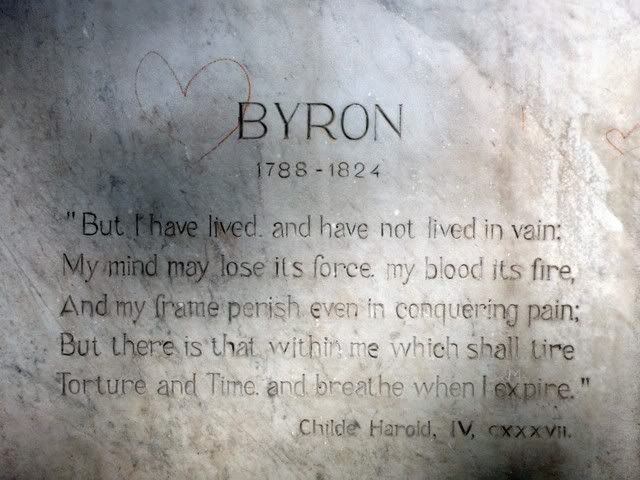 BYRON
1788-1824
"But I have lived. and have not lived in vain:
My mind may lose its force. my blood its fire,
And my frame perish even in conquering pain;
But there is that within me which shall tire
Torture and Time. and breathe when I expire."
Childe Harold, IV, cxxxvii.